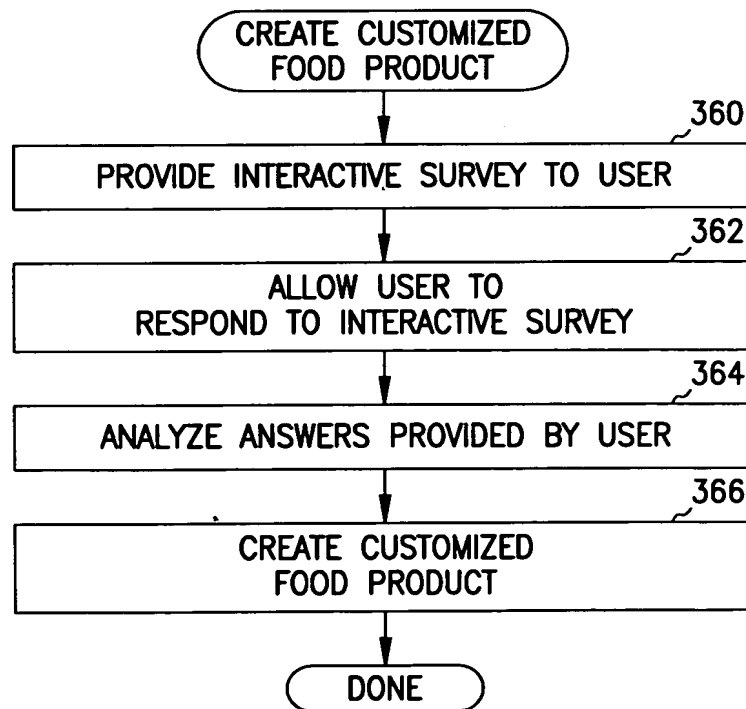 CREATE CUSTOMIZED
FOOD PRODUCT
360
PROVIDE INTERACTIVE SURVEY TO USER
362
ALLOW USER TO
RESPOND TO INTERACTIVE SURVEY
364
ANALYZE ANSWERS PROVIDED BY USER
366
CREATE CUSTOMIZED
FOOD PRODUCT
DONE